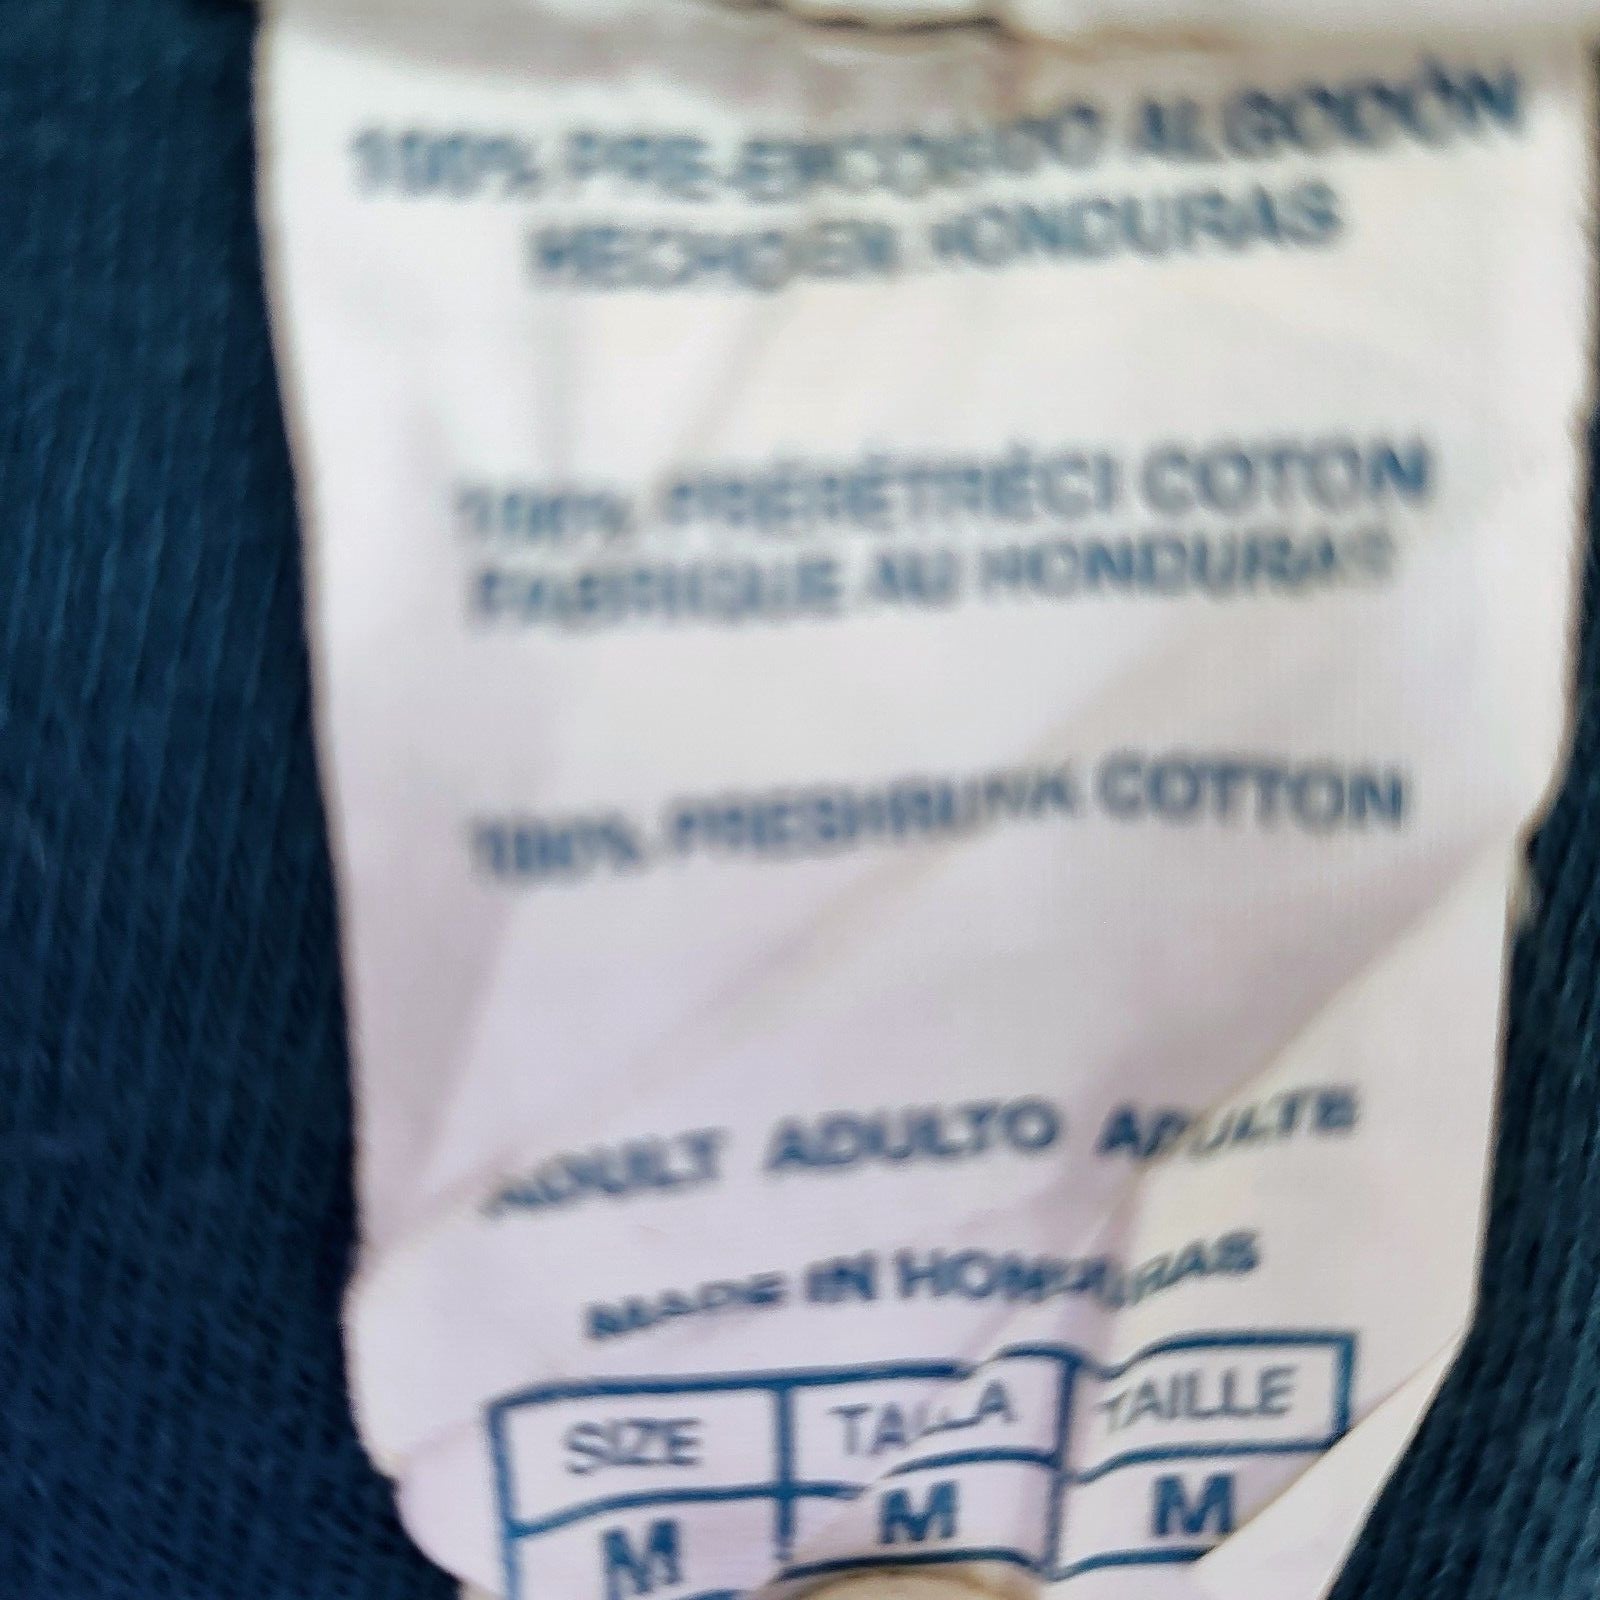 100% PRE-ENCOGIDO ALGODÓN
HECHO EN HONDURAS
100% PRÉRÉTRÉCI COTON
FABRIQUE AU HONDURAS
100% PRESHRUNK COTTON
ADULT ADULTO ADULTE
MADE IN HONDURAS
SIZE TALLA TAILLE
M M M